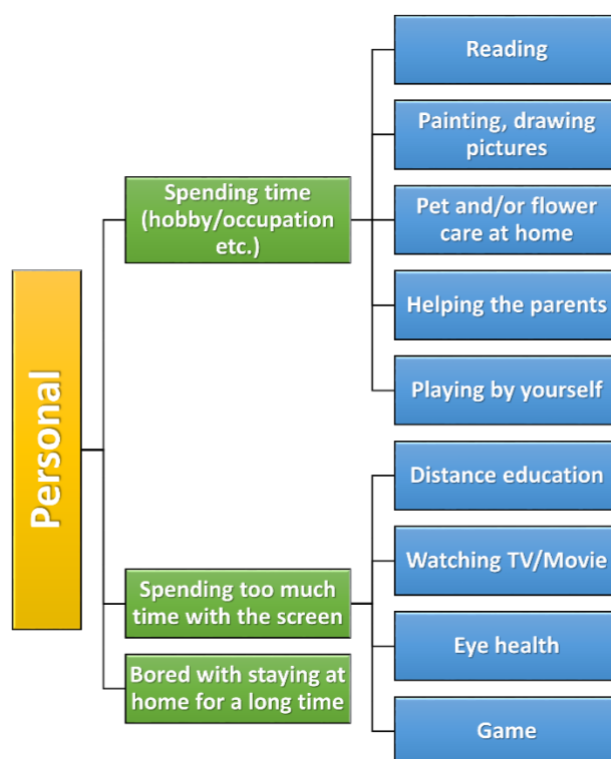 Personal
Spending time
(hobby/occupation
etc.)
Reading
Painting, drawing
pictures
Pet and/or flower
care at home
Helping the parents
Playing by yourself
Spending too much
time with the screen
Distance education
Watching TV/Movie
Eye health
Game
Bored with staying at
home for a long time